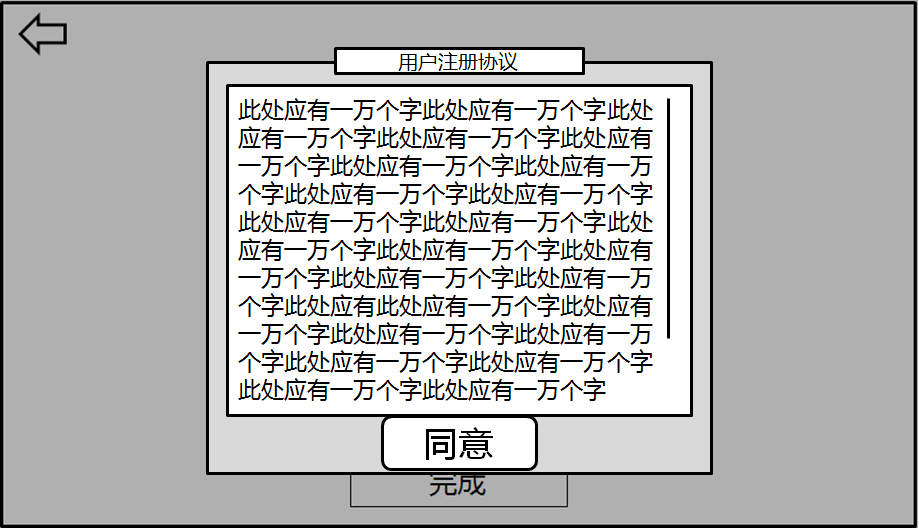 用户注册协议
此处应有一万个字此处应有一万个字此处
应有一万个字此处应有一万个字此处应有
一万个字此处应有一万个字此处应有一万
个字此处应有一万个字此处应有一万个字
此处应有一万个字此处应有一万个字此处
应有一万个字此处应有一万个字此处应有
一万个字此处应有一万个字此处应有一万
个字此处应有此处应有一万个字此处应有
一万个字此处应有一万个字此处应有一万
个字此处应有一万个字此处应有一万个字
此处应有一万个字此处应有一万个字
同意
完成